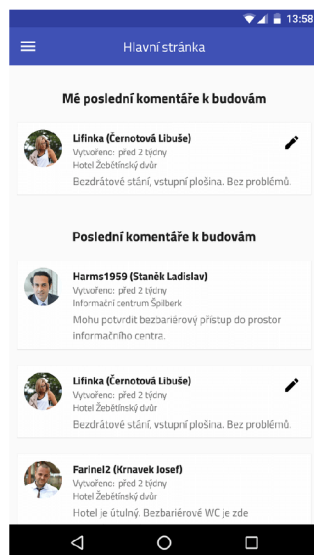 13:58
Hlavní stránka
Mé poslední komentáře k budovám
Lifinka (Černotová Libuše)
Vytvořeno: před 2 týdny
Hotel Žebětínský dvůr
Bezdrátové stání, vstupní plošina. Bez problémů.
Poslední komentáře k budovám
Harms1959 (Staněk Ladislav)
Vytvořeno: před 2 týdny
Informační centrum Špilberk
Mohu potvrdit bezbariérový přístup do prostor
informačního centra.
Lifinka (Černotová Libuše)
Vytvořeno: před 2 týdny
Hotel Žebětínský dvůr
Bezdrátové stání, vstupní plošina. Bez problémů.
Farinel2 (Krnavek Josef)
Vytvořeno: před 2 týdny
Hotel Žebětínský dvůr
Hotel je útulný. Bezbariérové WC je zde